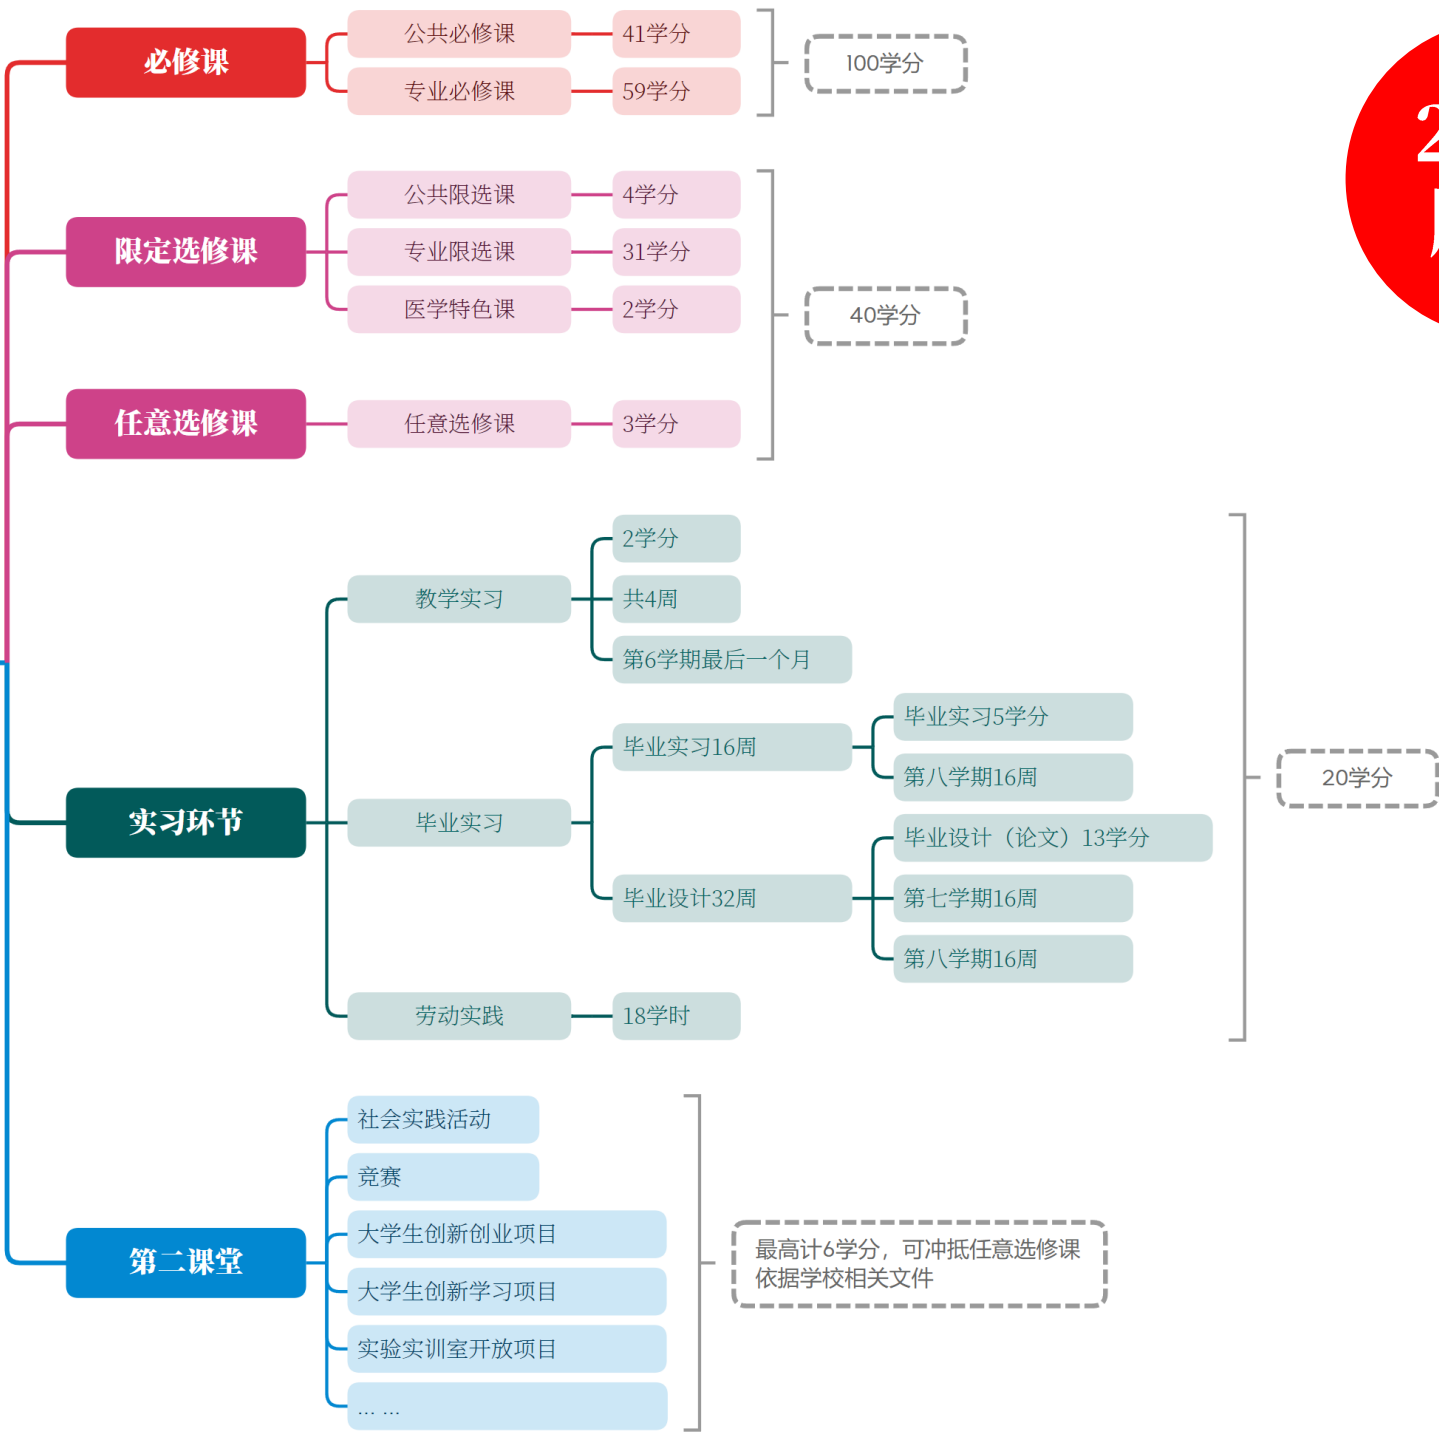 必修课
公共必修课
41学分
专业必修课
59学分
100学分
限定选修课
公共限选课
4学分
专业限选课
31学分
医学特色课
2学分
任意选修课
任意选修课
3学分
40学分
实习环节
教学实习
2学分
共4周
第6学期最后一个月
毕业实习
毕业实习16周
毕业实习5学分
第八学期16周
毕业设计32周
毕业设计（论文）13学分
第七学期16周
第八学期16周
劳动实践
18学时
20学分
第二课堂
社会实践活动
竞赛
大学生创新创业项目
大学生创新学习项目
实验实训室开放项目
... ...
最高计6学分，可冲抵任意选修课
依据学校相关文件
2